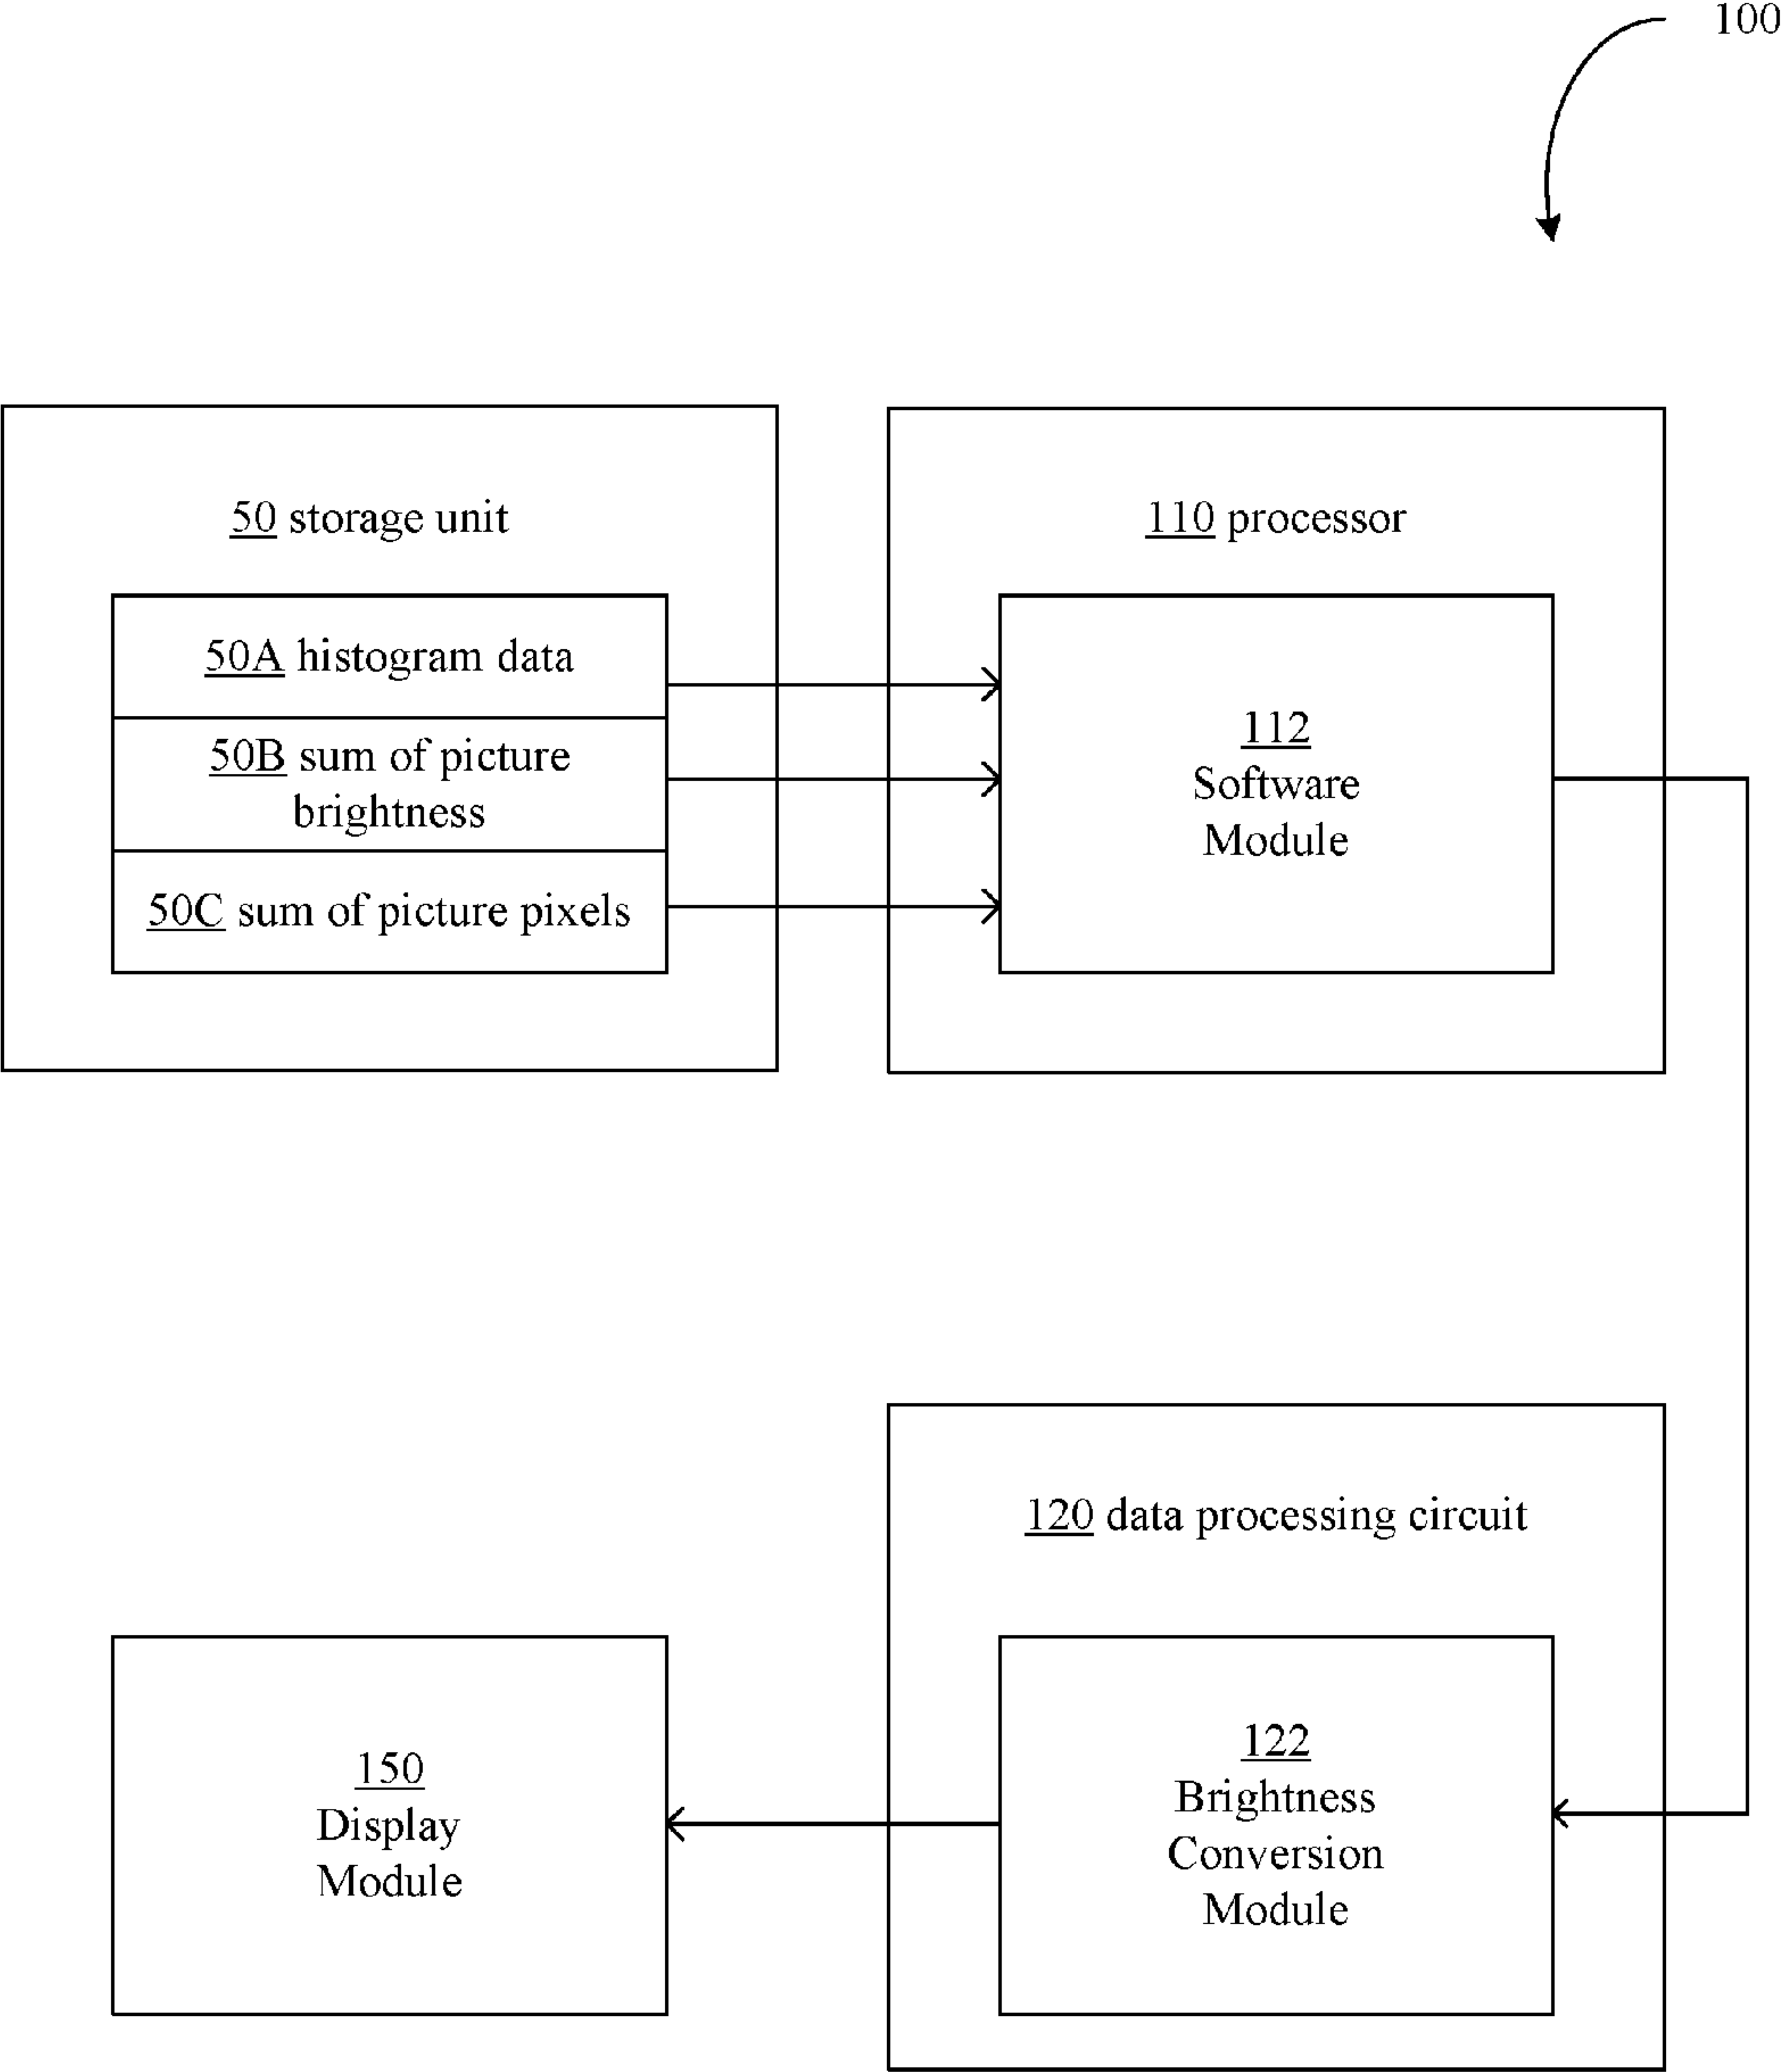 100
50 storage unit
50A histogram data
50B sum of picture
brightness
50C sum of picture pixels
110 processor
112
Software
Module
120 data processing circuit
122
Brightness
Conversion
Module
150
Display
Module